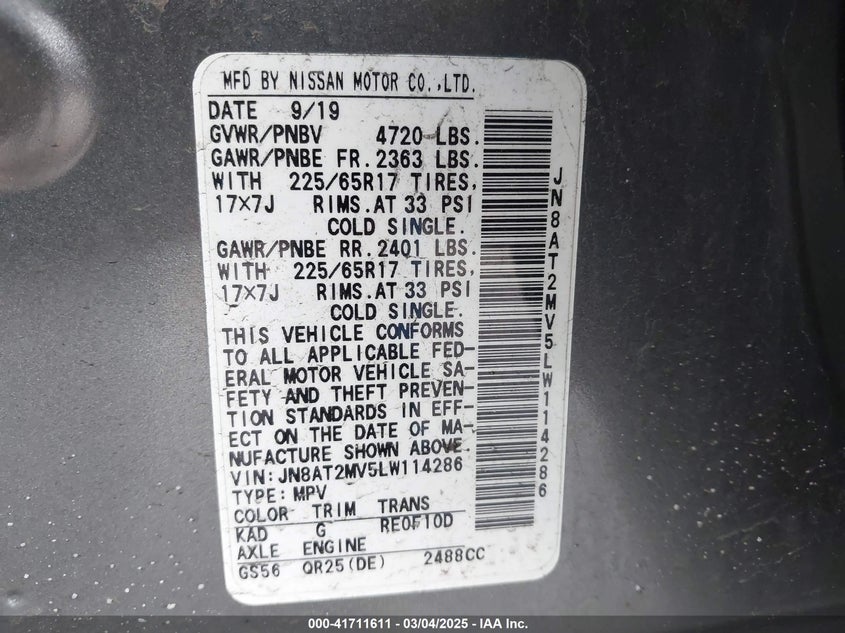 MFD BY NISSAN MOTOR CO.,LTD.
DATE 9/19
GVWR/PNBV 4720 LBS.
GAWR/PNBE FR.2363 LBS.
WITH 225/65R17 TIRES,
17×7J RIMS.AT 33 PSI
COLD SINGLE.
GAWR/PNBE RR.2401 LBS.
WITH 225/65R17 TIRES,
17×7J RIMS.AT 33 PSI
COLD SINGLE.
THIS VEHICLE CONFORMS
TO ALL APPLICABLE FED-
ERAL MOTOR VEHICLE SA-
FETY AND THEFT PREVEN-
TION STANDARDS IN EFF-
ECT ON THE DATE OF MA-
NUFACTURE SHOWN ABOVE.
VIN:JN8AT2MV5LW114286
TYPE:MPV
COLOR TRIM TRANS
KAD G RE0F10D
AXLE ENGINE
GS56 QR25(DE) 2488CC
JN8AT2MV5LW114286
000-41711611 - 03/04/2025 - IAA Inc.